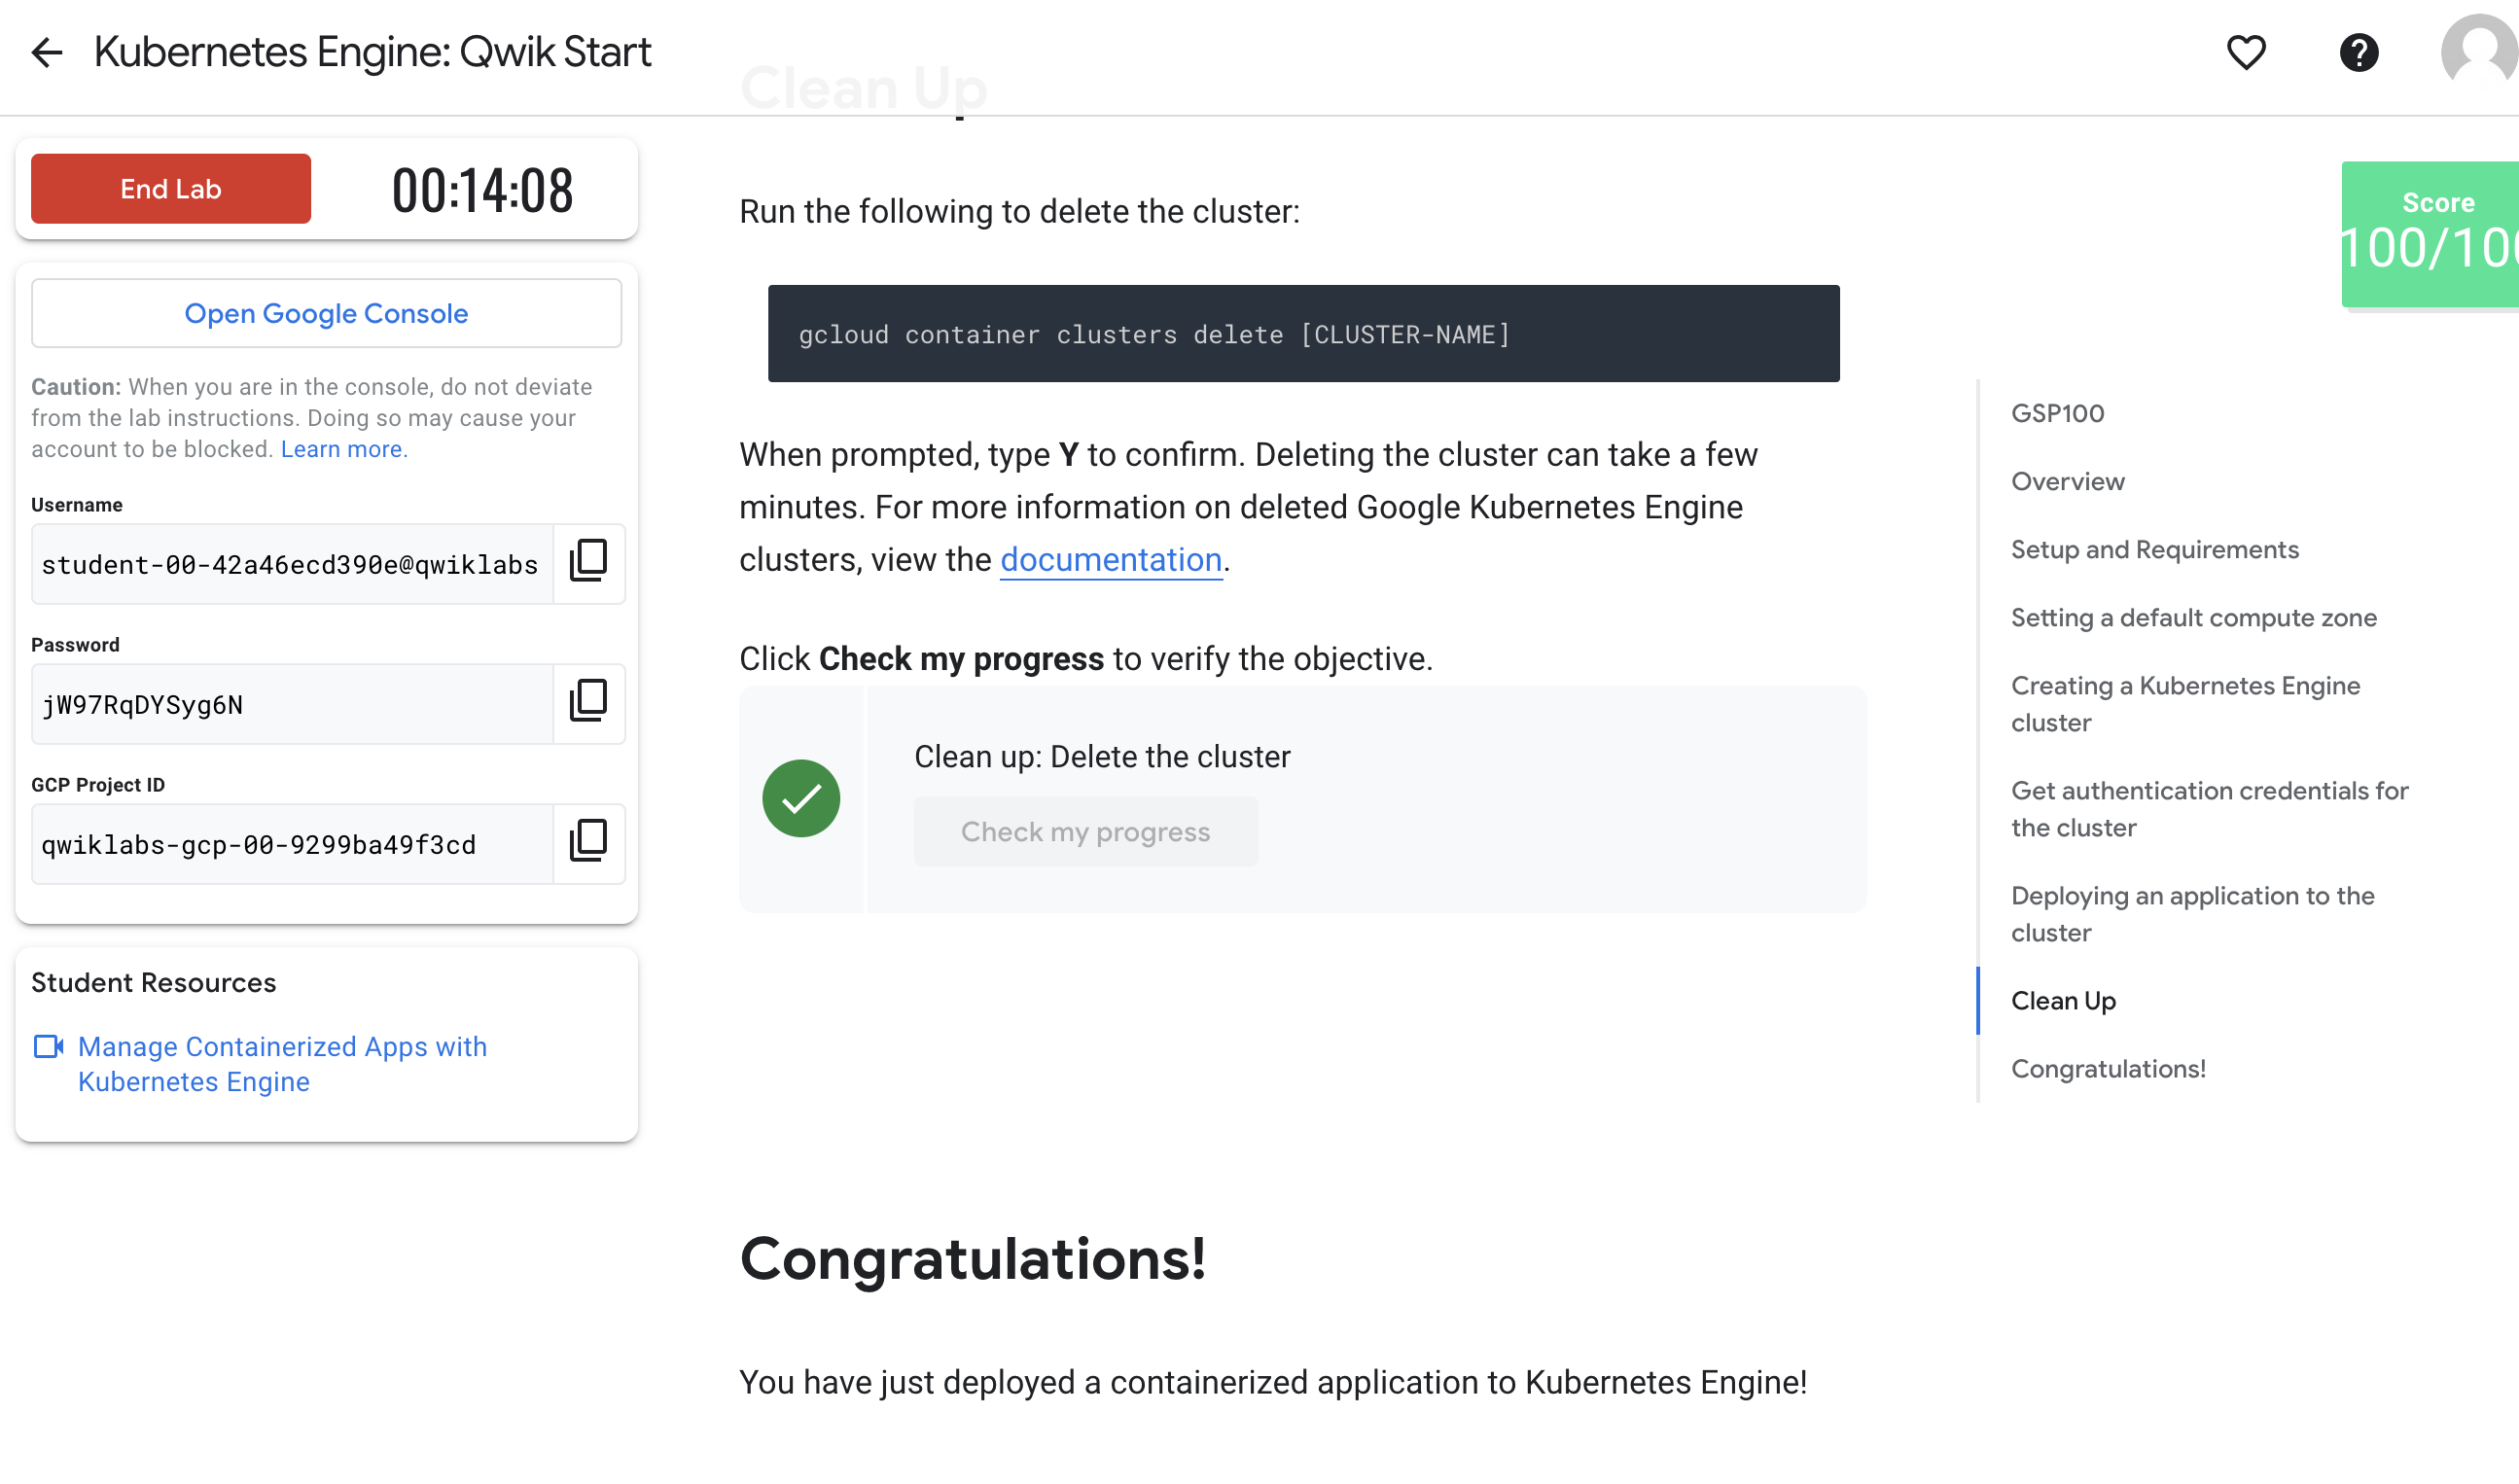 Kubernetes Engine: Qwik Start
End Lab
00:14:08
Open Google Console
Caution: When you are in the console, do not deviate
from the lab instructions. Doing so may cause your
account to be blocked. Learn more.
Username
student-00-42a46ecd390e@qwiklabs
Password
jW97RqDYSyg6N
GCP Project ID
qwiklabs-gcp-00-9299ba49f3cd
Student Resources
Manage Containerized Apps with
Kubernetes Engine
Clean Up
Run the following to delete the cluster:
gcloud container clusters delete [CLUSTER-NAME]
When prompted, type Y to confirm. Deleting the cluster can take a few
minutes. For more information on deleted Google Kubernetes Engine
clusters, view the documentation.
Click Check my progress to verify the objective.
Clean up: Delete the cluster
Check my progress
Congratulations!
You have just deployed a containerized application to Kubernetes Engine!
Score
100/100
GSP100
Overview
Setup and Requirements
Setting a default compute zone
Creating a Kubernetes Engine
cluster
Get authentication credentials for
the cluster
Deploying an application to the
cluster
Clean Up
Congratulations!